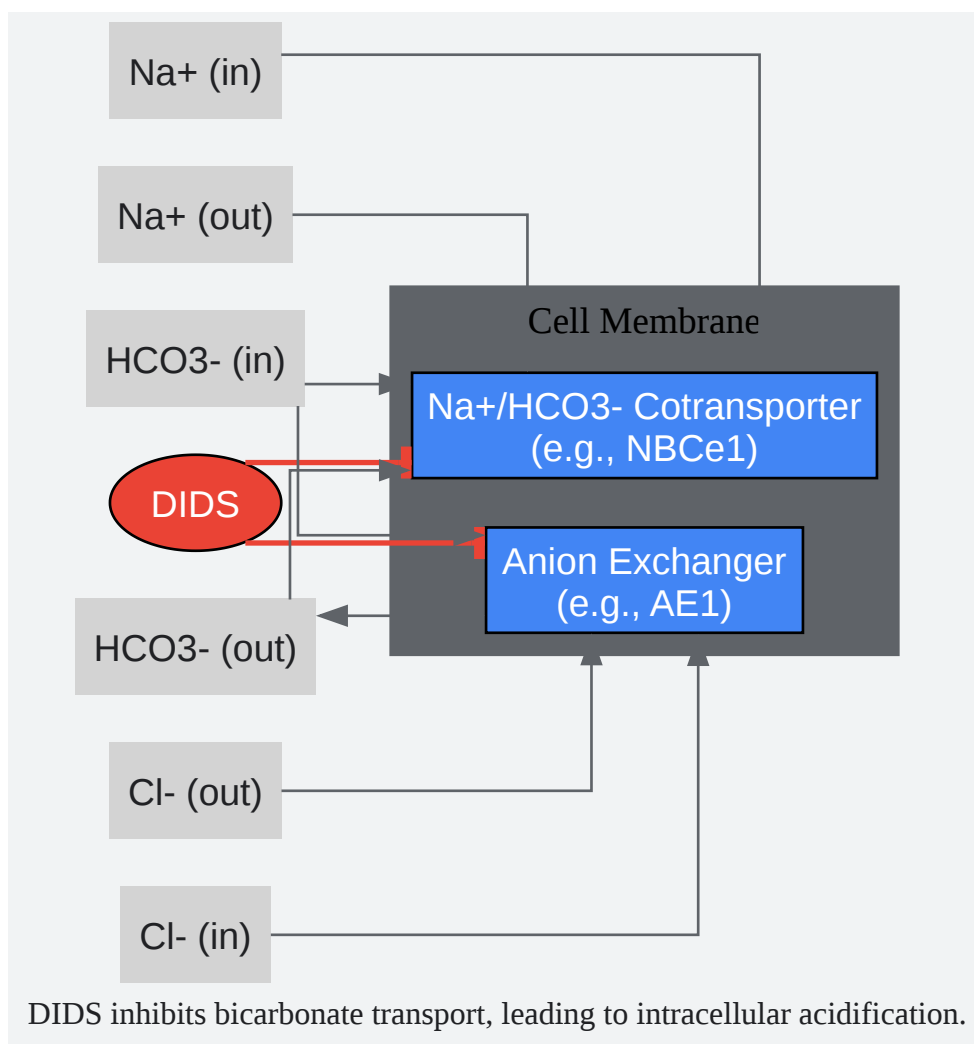 Na+ (in)
Na+ (out)
Cell Membrane
HCO3- (in)
Na+/HCO3- Cotransporter
(e.g., NBCe1)
DIDS
Anion Exchanger
(e.g., AE1)
HCO3- (out)
Cl- (out)
Cl- (in)
DIDS inhibits bicarbonate transport, leading to intracellular acidification.